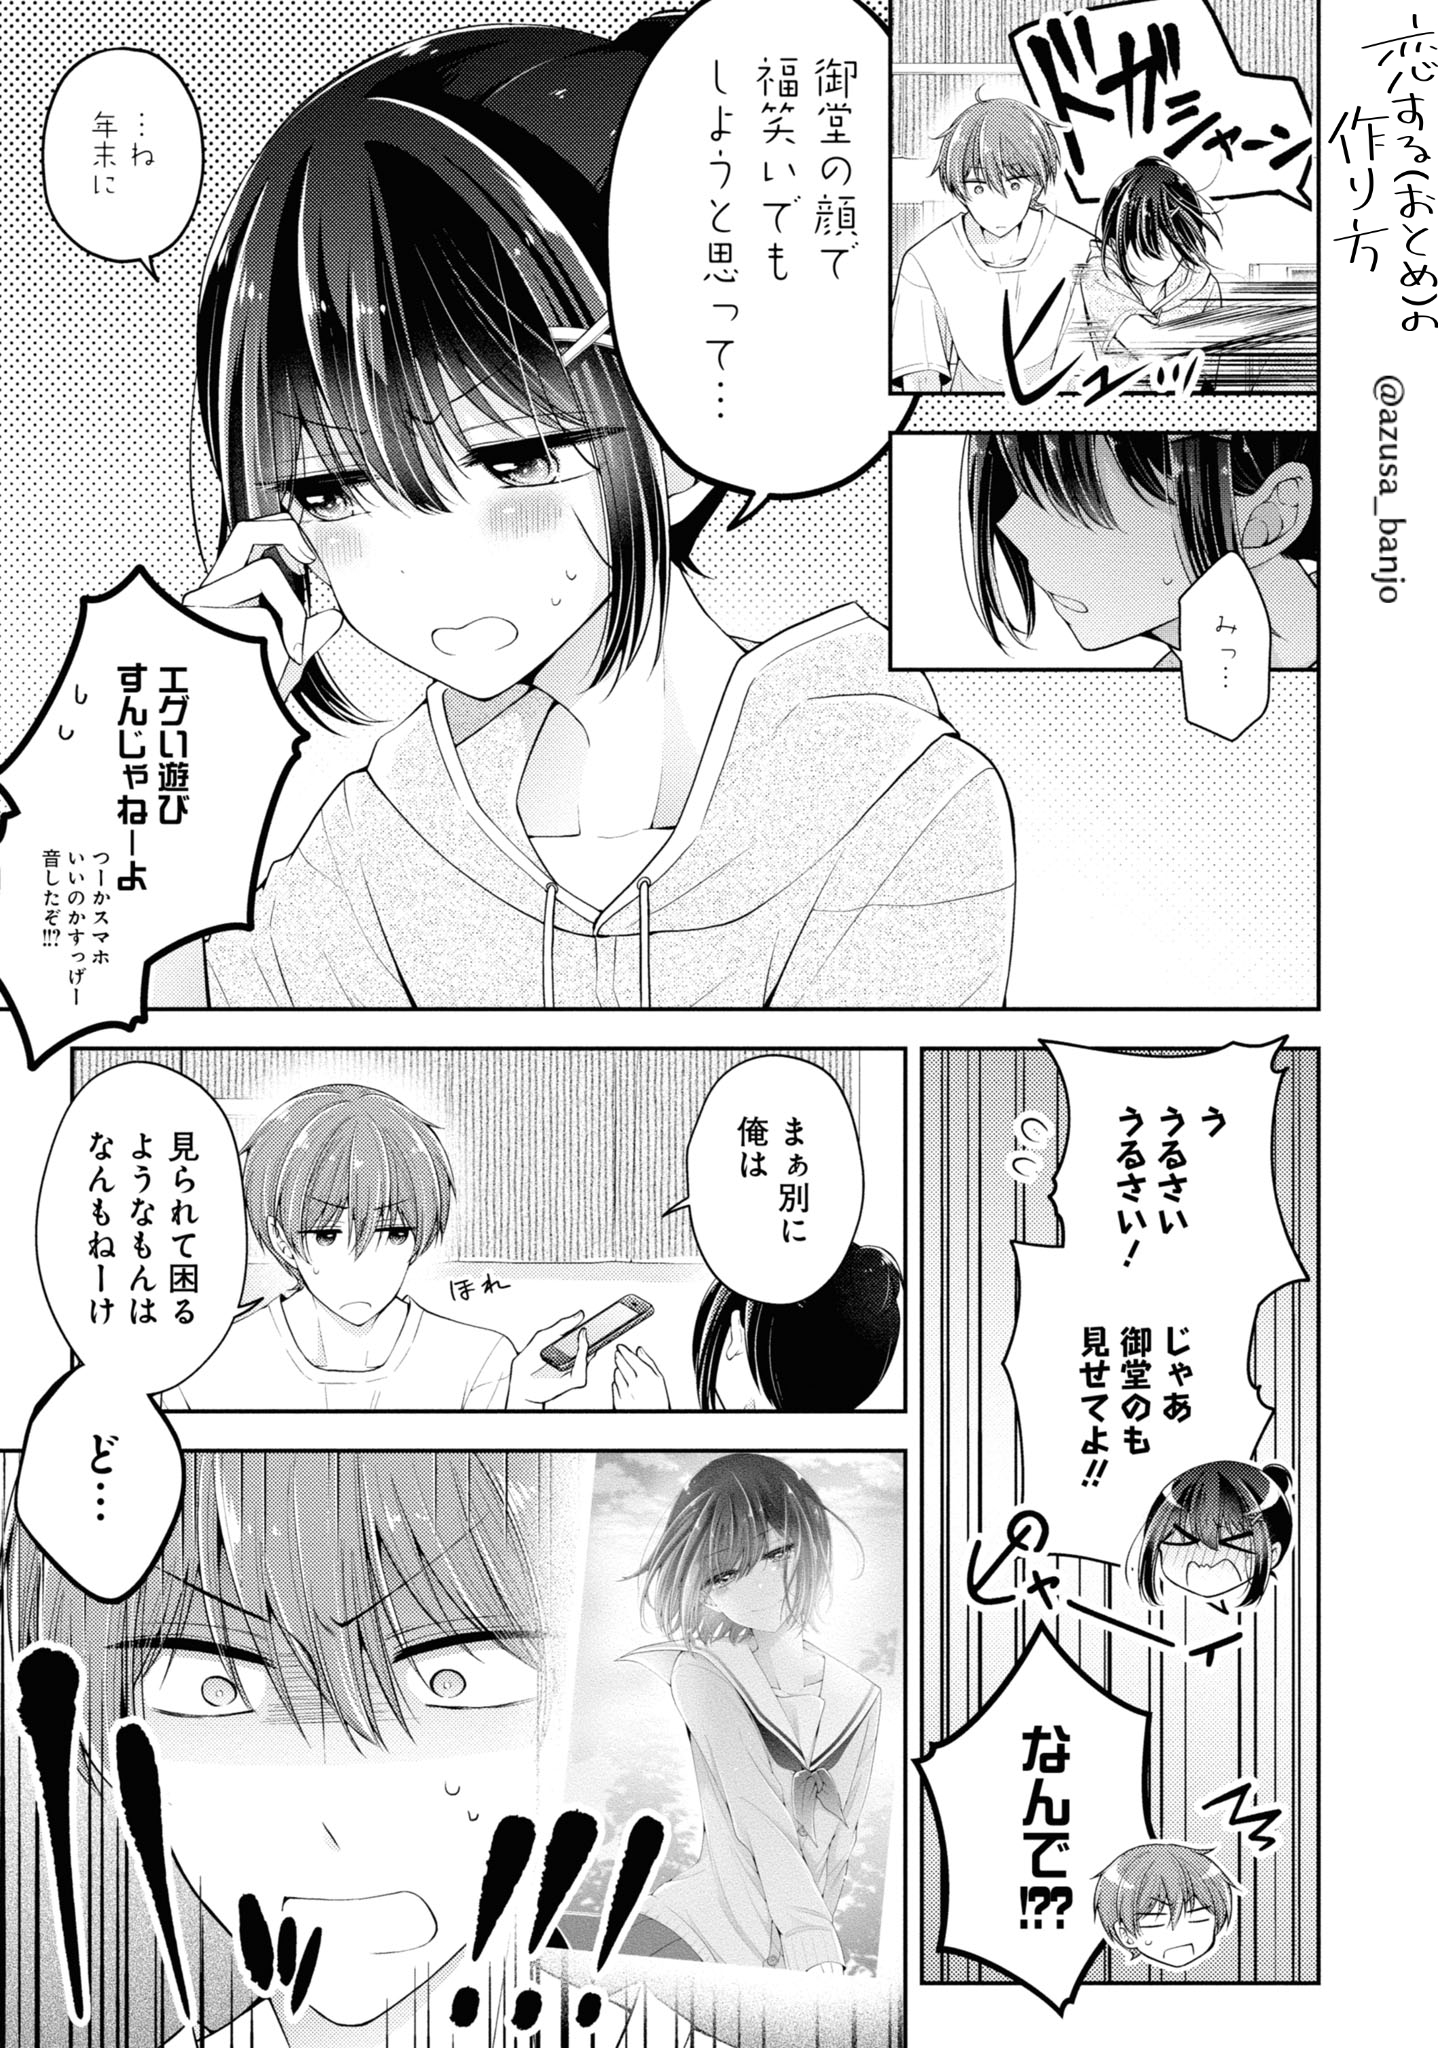 恋する(おとめ)の
作り方
@azusa_banjo
ドガシャーン
ビュッ
みっ…
御堂の顔で
福笑いでも
しようと思って…
…ね
年末に
エグい遊び
すんじゃねーよ
つーかスマホ
いいのかすっげー
音したぞ!!?
う
うるさい
うるさい!
じゃあ
御堂のも
見せてよ!!
ギャーイ
なんで!??
まぁ別に
俺は
ほれ
見られて困る
ようなもんは
なんもねーけ
ど…
ハッ!!!